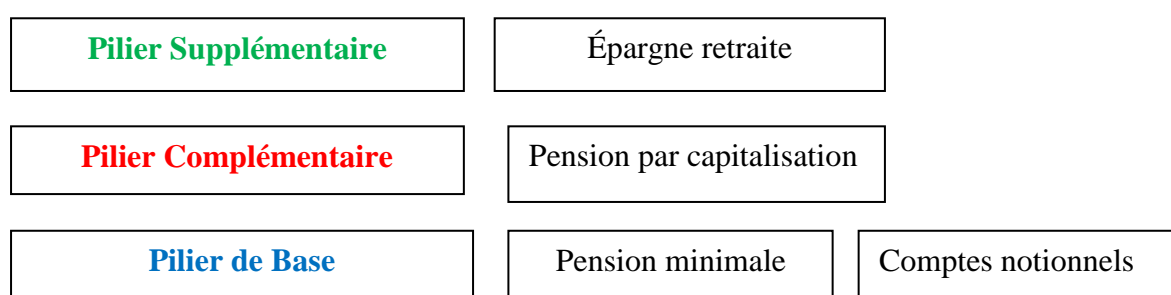 Pilier Supplémentaire Épargne retraite
Pilier Complémentaire Pension par capitalisation
Pilier de Base Pension minimale Comptes notionnels